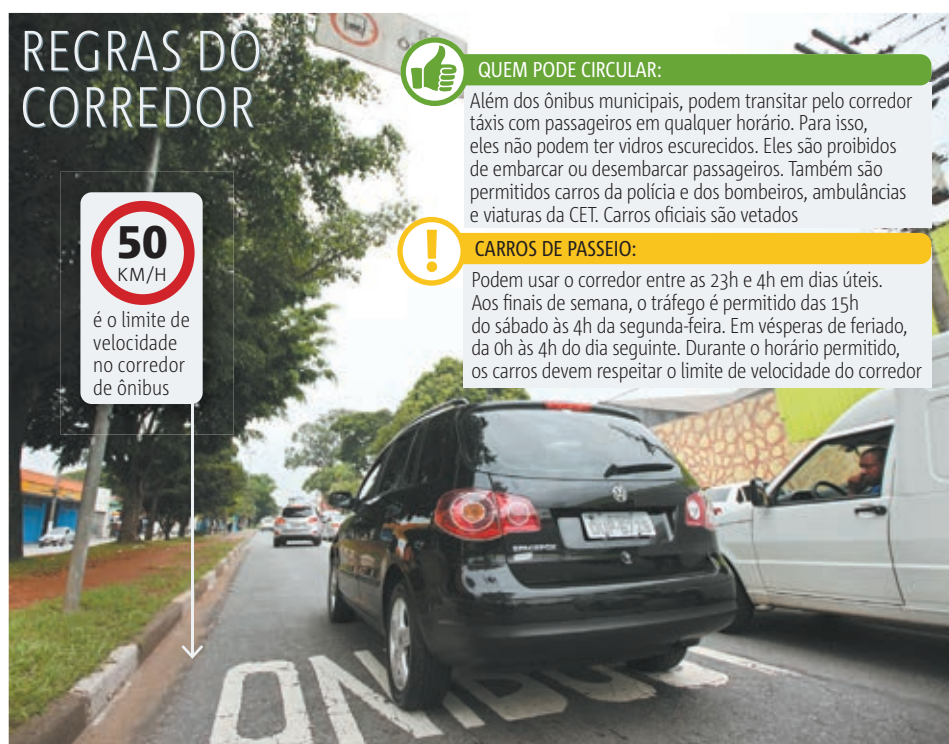 REGRAS DO
CORREDOR
50
KM/H
é o limite de
velocidade
no corredor
de ônibus
QUEM PODE CIRCULAR:
Além dos ônibus municipais, podem transitar pelo corredor
táxis com passageiros em qualquer horário. Para isso,
eles não podem ter vidros escurecidos. Eles são proibidos
de embarcar ou desembarcar passageiros. Também são
permitidos carros da polícia e dos bombeiros, ambulâncias
e viaturas da CET. Carros oficiais são vetados
!
CARROS DE PASSEIO:
Podem usar o corredor entre as 23h e 4h em dias úteis.
Aos finais de semana, o tráfego é permitido das 15h
do sábado às 4h da segunda-feira. Em vésperas de feriado,
da 0h às 4h do dia seguinte. Durante o horário permitido,
os carros devem respeitar o limite de velocidade do corredor
SPACEFOX
ÔNIBUS